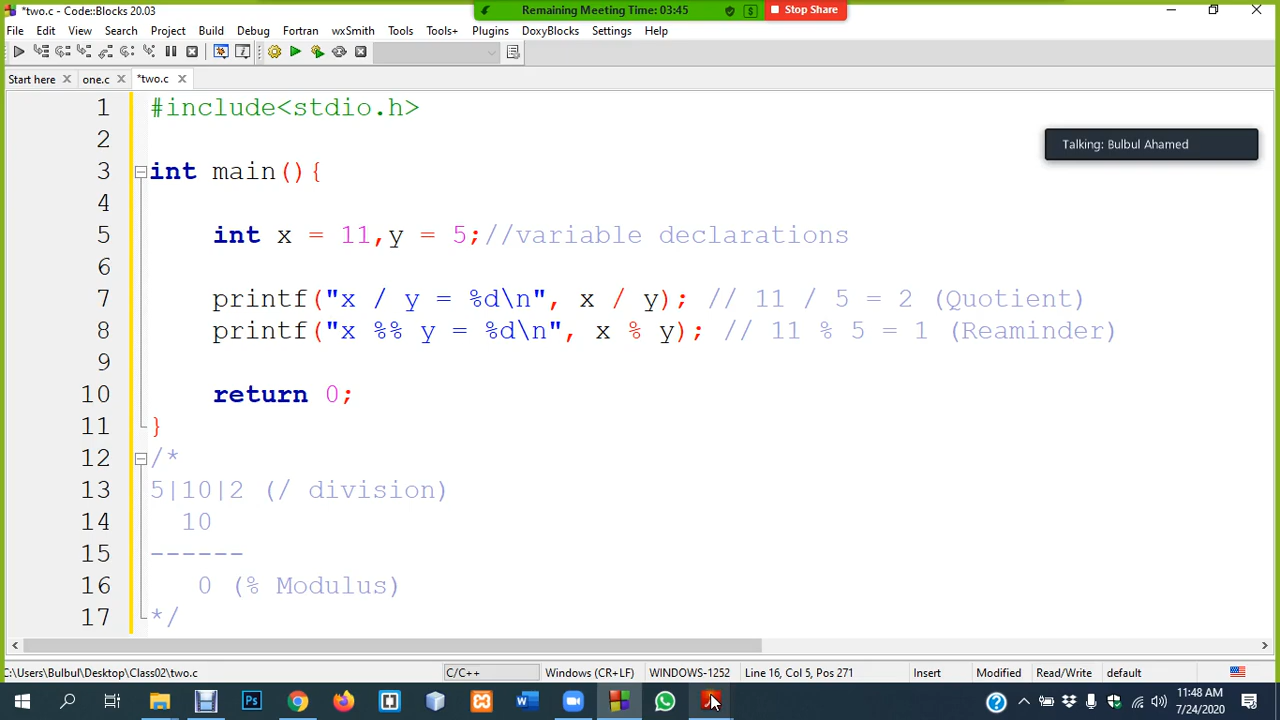 *two.c - Code::Blocks 20.03
Remaining Meeting Time: 03:45
Stop Share
File Edit View Search Project Build Debug Fortran wxSmith Tools Tools+ Plugins DoxyBlocks Settings Help
Start here one.c *two.c
Talking: Bulbul Ahamed
1 #include<stdio.h>
2
3 int main(){
4
5 int x = 11,y = 5;//variable declarations
6
7 printf("x / y = %d\n", x / y); // 11 / 5 = 2 (Quotient)
8 printf("x %% y = %d\n", x % y); // 11 % 5 = 1 (Reaminder)
9
10 return 0;
11 }
12 /*
13 5|10|2 (/ division)
14 10
15 ------
16 0 (% Modulus)
17 */
C:\Users\Bulbul\Desktop\Class02\two.c C/C++ Windows (CR+LF) WINDOWS-1252 Line 16, Col 5, Pos 271 Insert Modified Read/Write default
11:48 AM
7/24/2020